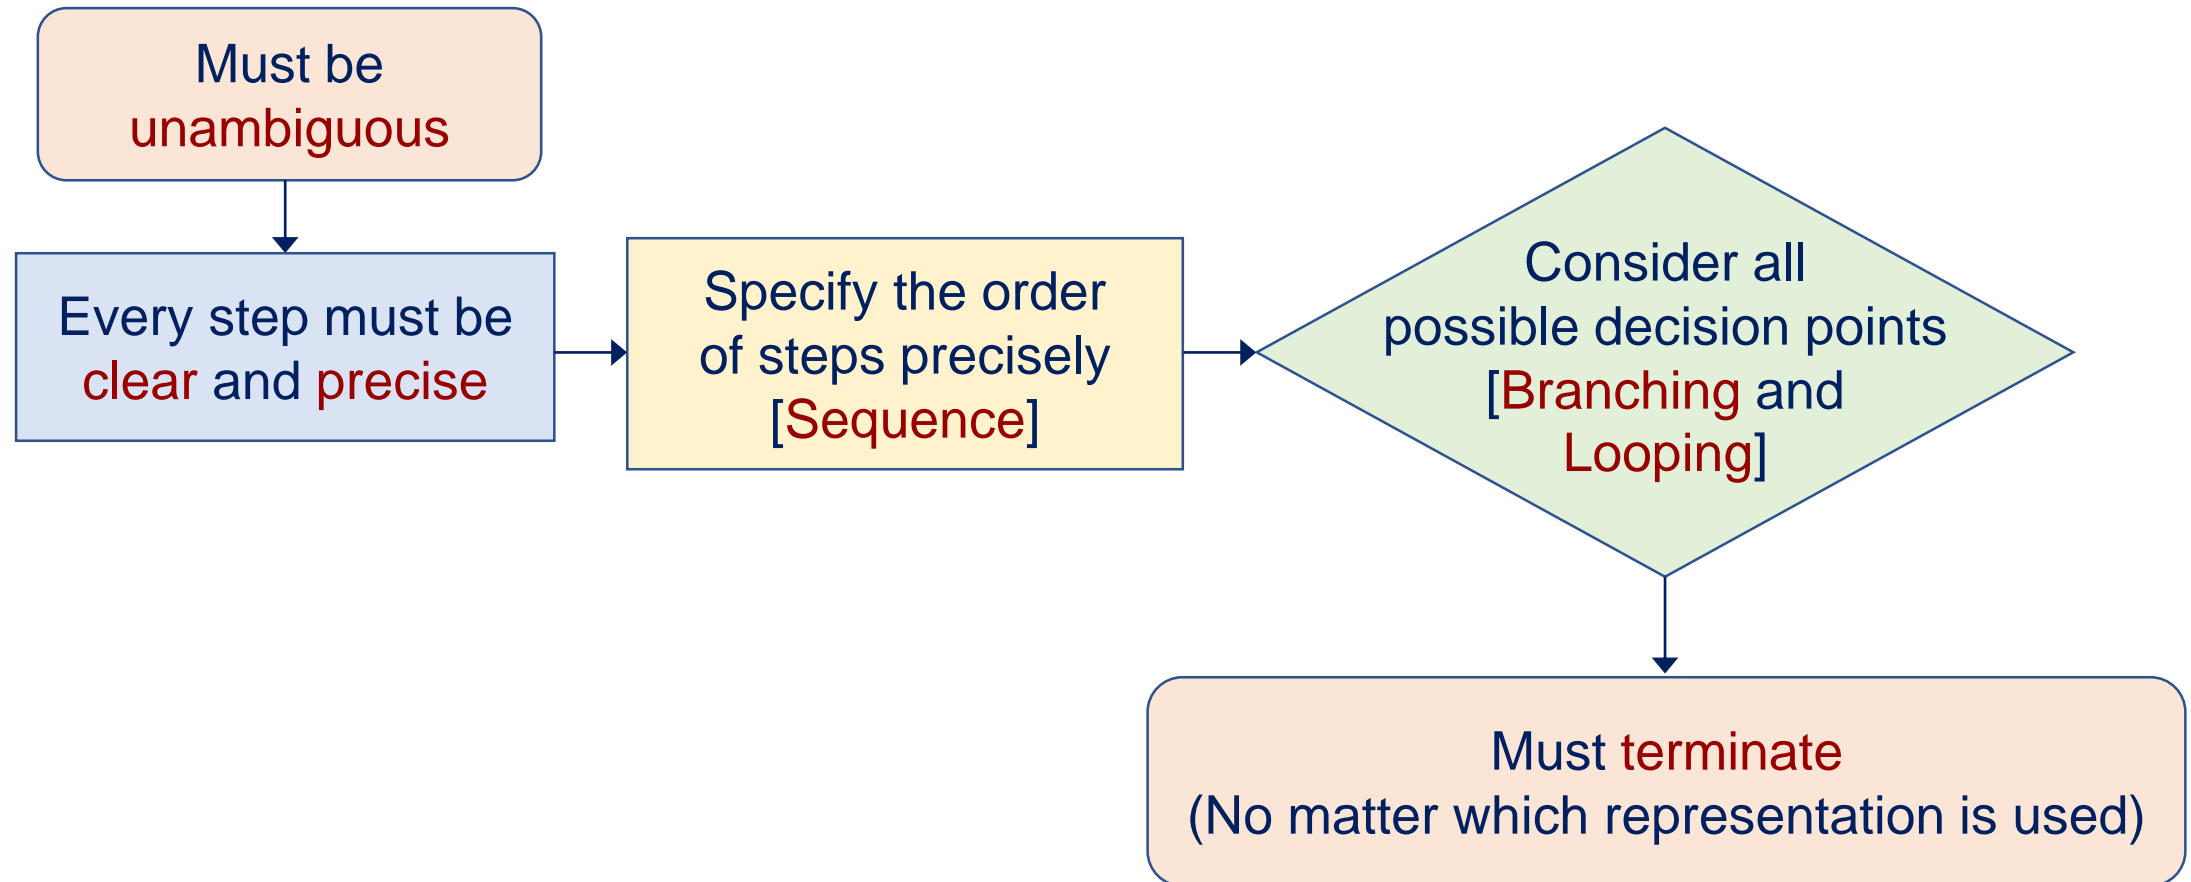 Must be
unambiguous
Every step must be
clear and precise
Specify the order
of steps precisely
[Sequence]
Consider all
possible decision points
[Branching and
Looping]
Must terminate
(No matter which representation is used)